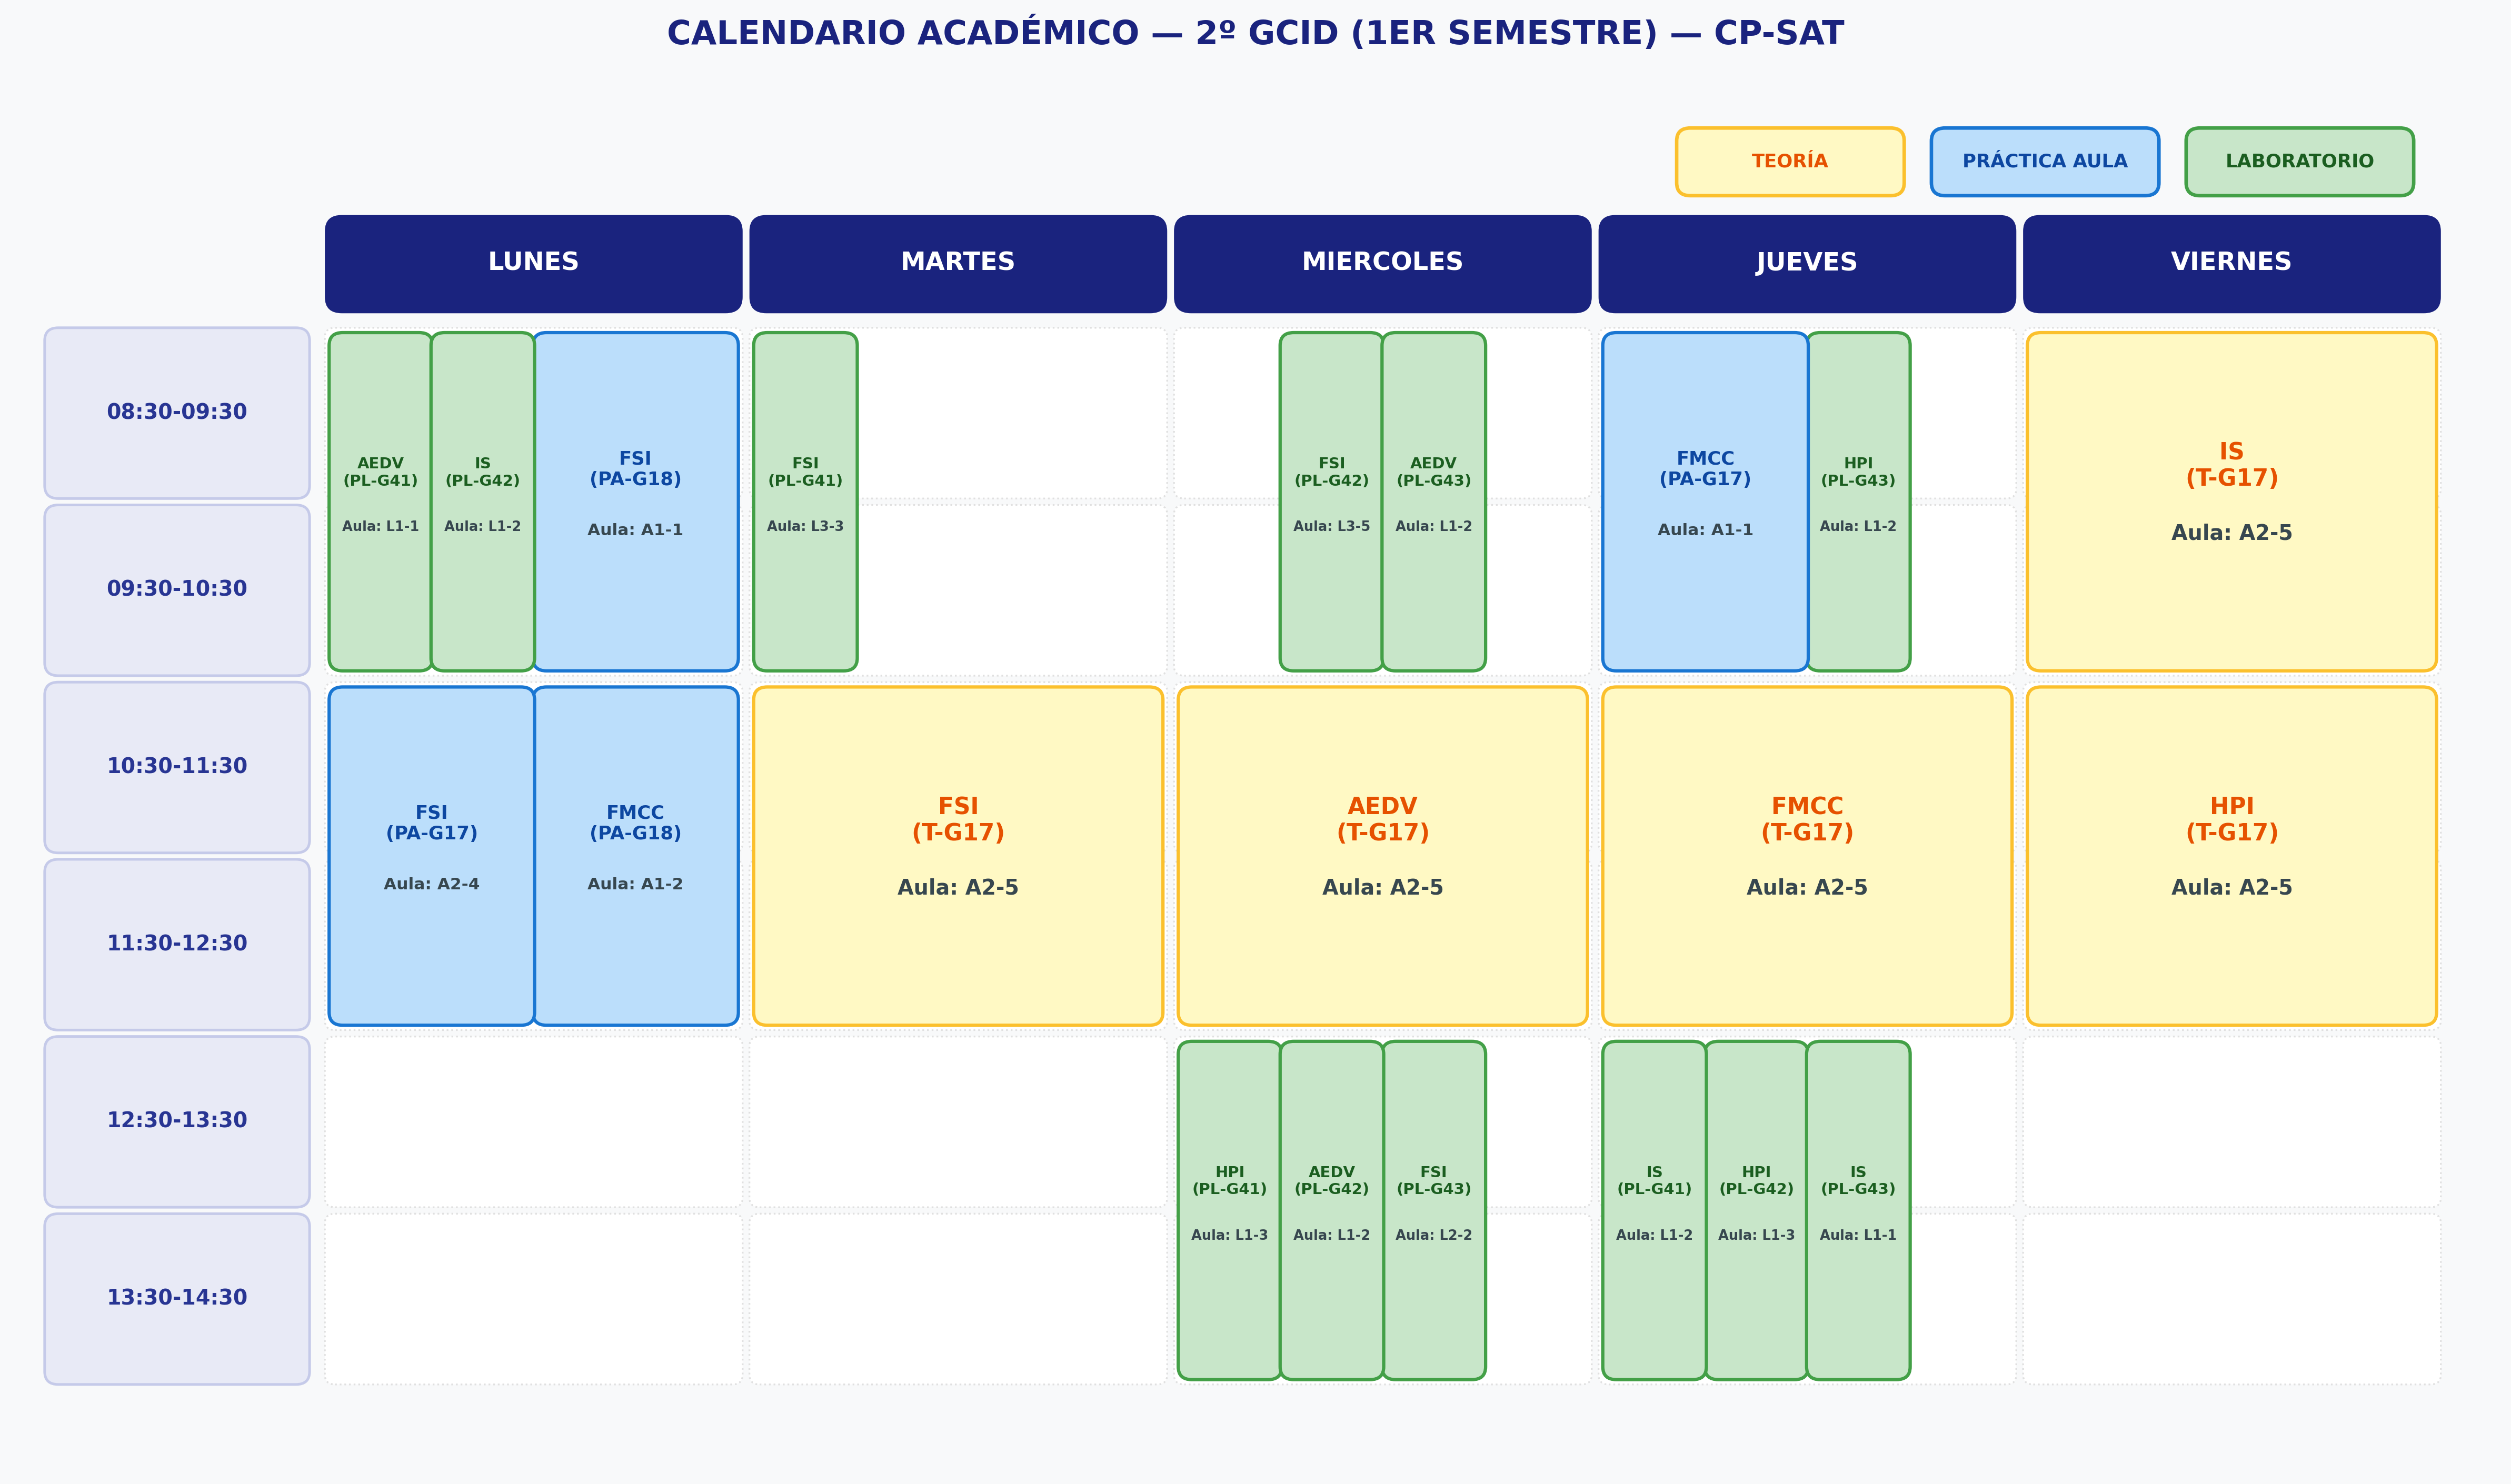 CALENDARIO ACADÉMICO — 2º GCID (1ER SEMESTRE) — CP-SAT
TEORÍA
PRÁCTICA AULA
LABORATORIO
LUNES
MARTES
MIERCOLES
JUEVES
VIERNES
08:30-09:30
09:30-10:30
AEDV
(PL-G41)
Aula: L1-1
IS
(PL-G42)
Aula: L1-2
FSI
(PA-G18)
Aula: A1-1
FSI
(PL-G41)
Aula: L3-3
FSI
(PL-G42)
Aula: L3-5
AEDV
(PL-G43)
Aula: L1-2
FMCC
(PA-G17)
Aula: A1-1
HPI
(PL-G43)
Aula: L1-2
IS
(T-G17)
Aula: A2-5
10:30-11:30
11:30-12:30
FSI
(PA-G17)
Aula: A2-4
FMCC
(PA-G18)
Aula: A1-2
FSI
(T-G17)
Aula: A2-5
AEDV
(T-G17)
Aula: A2-5
FMCC
(T-G17)
Aula: A2-5
HPI
(T-G17)
Aula: A2-5
12:30-13:30
13:30-14:30
HPI
(PL-G41)
Aula: L1-3
AEDV
(PL-G42)
Aula: L1-2
FSI
(PL-G43)
Aula: L2-2
IS
(PL-G41)
Aula: L1-2
HPI
(PL-G42)
Aula: L1-3
IS
(PL-G43)
Aula: L1-1